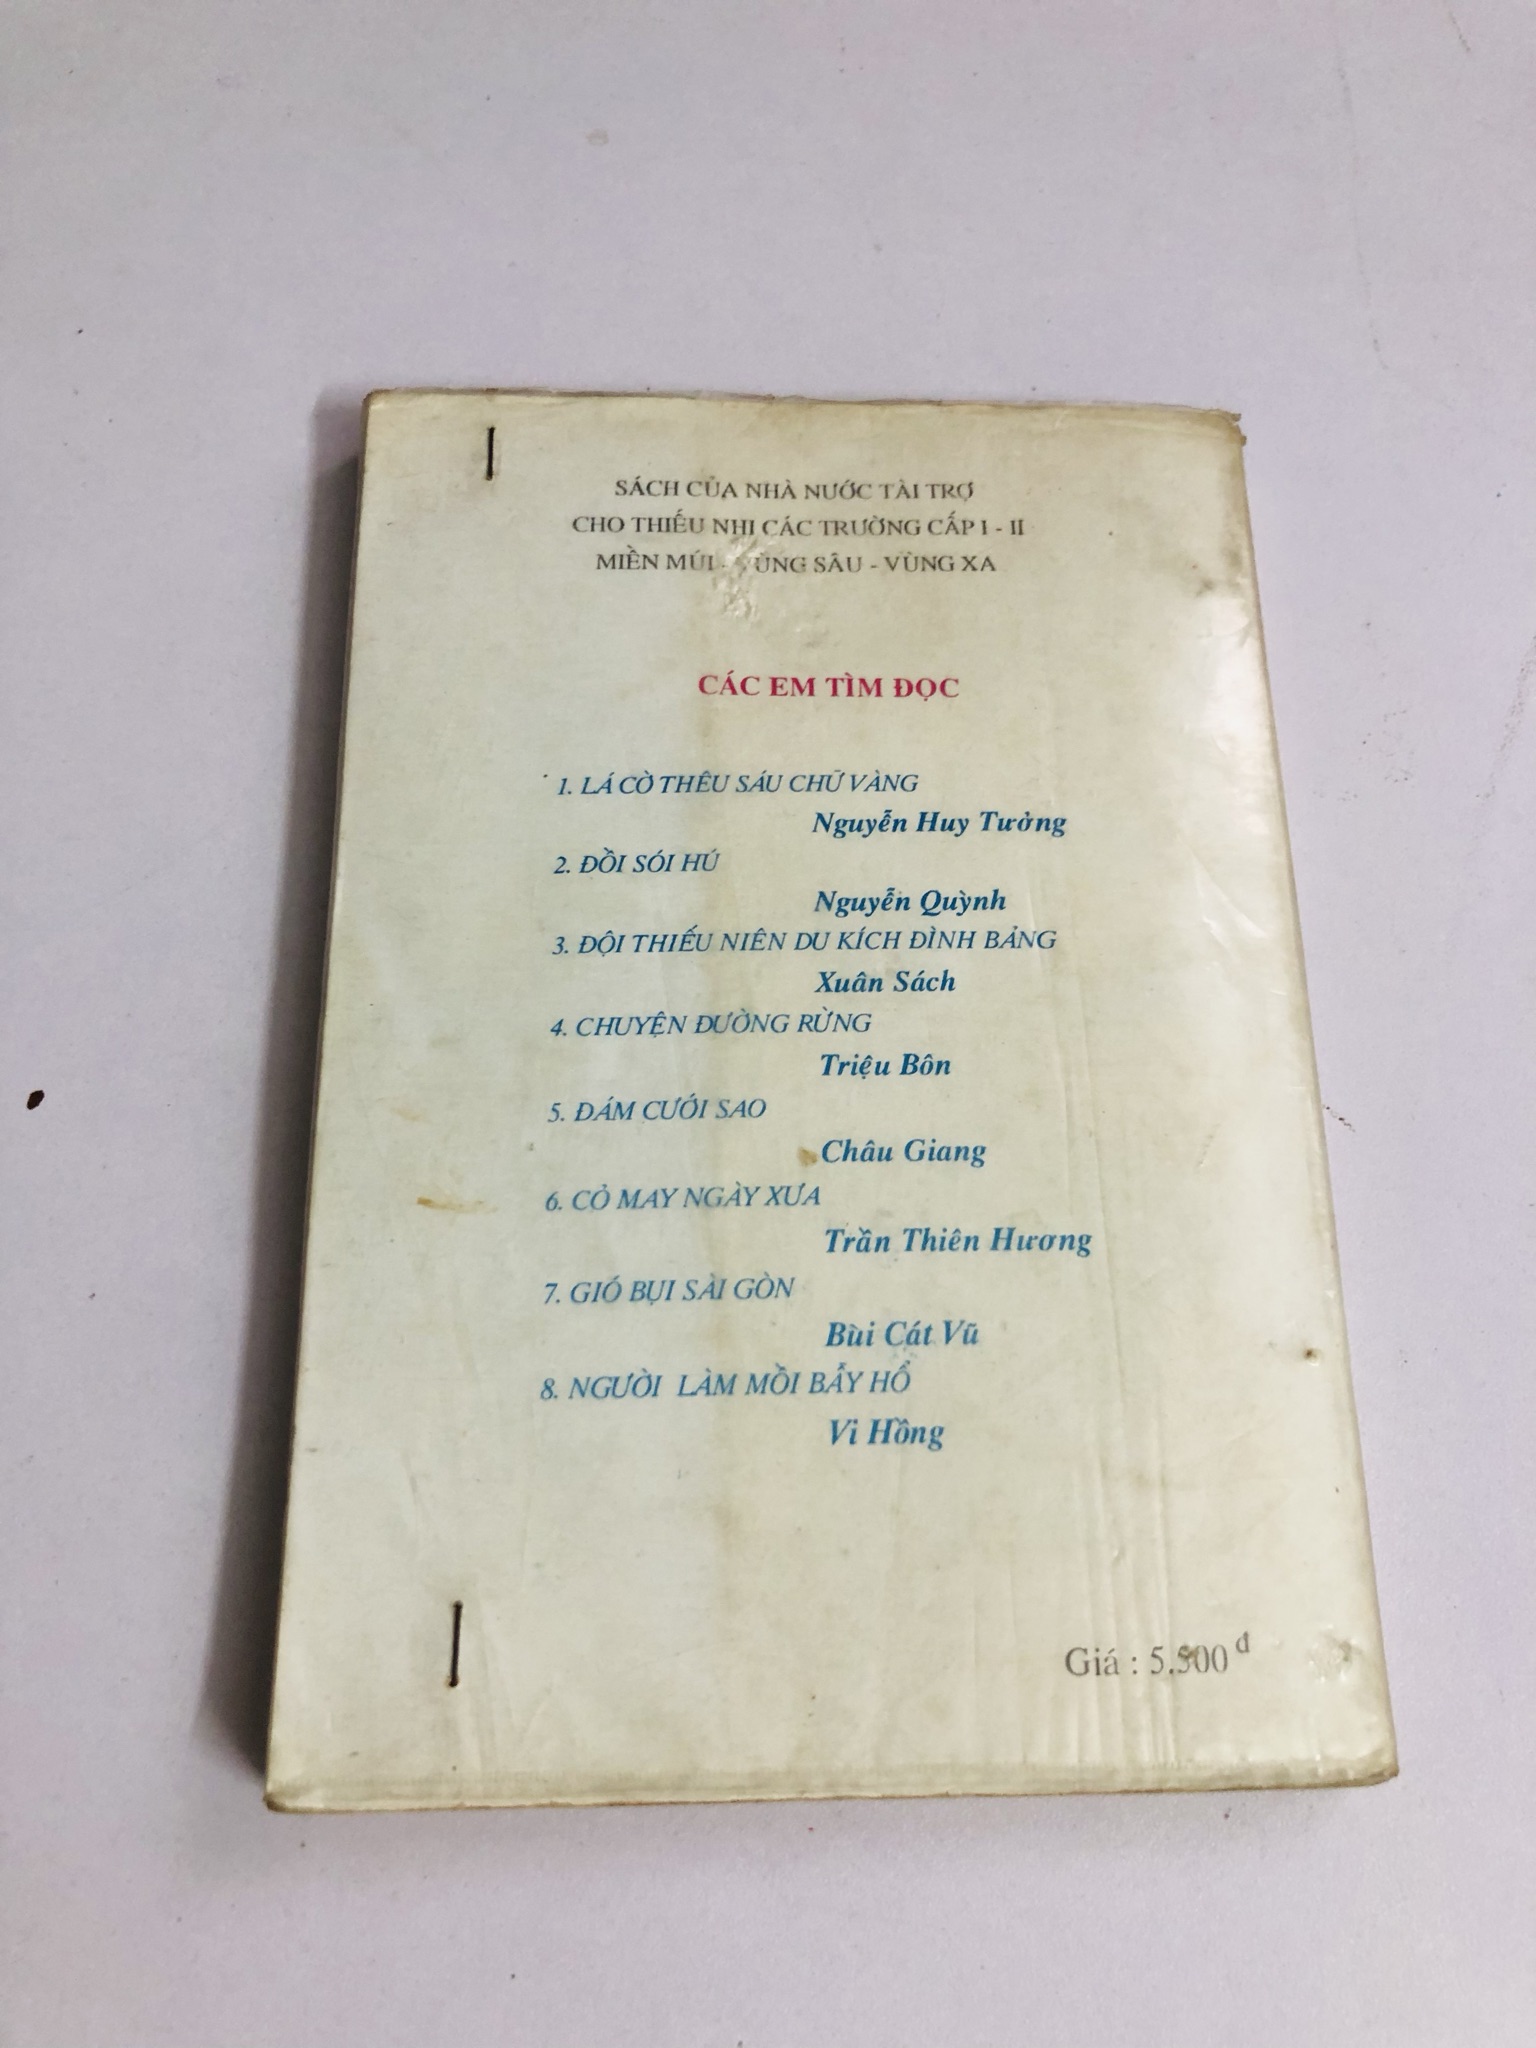 SÁCH CỦA NHÀ NƯỚC TÀI TRỢ
CHO THIẾU NHI CÁC TRƯỜNG CẤP I - II
MIỀN MÚI - VÙNG SÂU - VÙNG XA
CÁC EM TÌM ĐỌC
1. LÁ CỜ THÊU SÁU CHỮ VÀNG
Nguyễn Huy Tưởng
2. ĐỒI SÓI HÚ
Nguyễn Quỳnh
3. ĐỘI THIẾU NIÊN DU KÍCH ĐÌNH BẢNG
Xuân Sách
4. CHUYỆN ĐƯỜNG RỪNG
Triệu Bôn
5. ĐÁM CƯỚI SAO
Châu Giang
6. CỎ MAY NGÀY XƯA
Trần Thiên Hương
7. GIÓ BỤI SÀI GÒN
Bùi Cát Vũ
8. NGƯỜI LÀM MỒI BẪY HỔ
Vi Hồng
Giá : 5.500đ